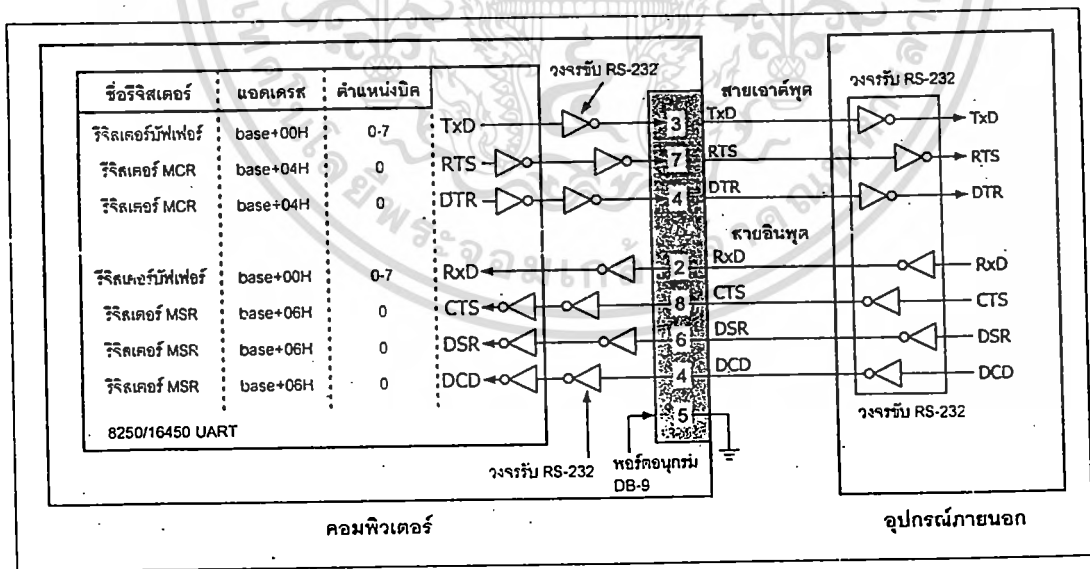 วงจรขับ RS-232
วงจรรับ RS-232
ชื่อรีจิสเตอร์ แอดเดรส ตำแหน่งบิต
สายเอาต์พุต
รีจิสเตอร์บัฟเฟอร์ base+00H 0-7 TxD 3 TxD TxD
รีจิสเตอร์ MCR base+04H 0 RTS 7 RTS RTS
รีจิสเตอร์ MCR base+04H 0 DTR 4 DTR DTR
สายอินพุต
รีจิสเตอร์บัฟเฟอร์ base+00H 0-7 RxD 2 RxD RxD
รีจิสเตอร์ MSR base+06H 0 CTS 8 CTS CTS
รีจิสเตอร์ MSR base+06H 0 DSR 6 DSR DSR
รีจิสเตอร์ MSR base+06H 0 DCD 4 DCD DCD
5
8250/16450 UART
วงจรขับ RS-232
วงจรรับ RS-232
พอร์ตอนุกรม
DB-9
คอมพิวเตอร์
อุปกรณ์ภายนอก